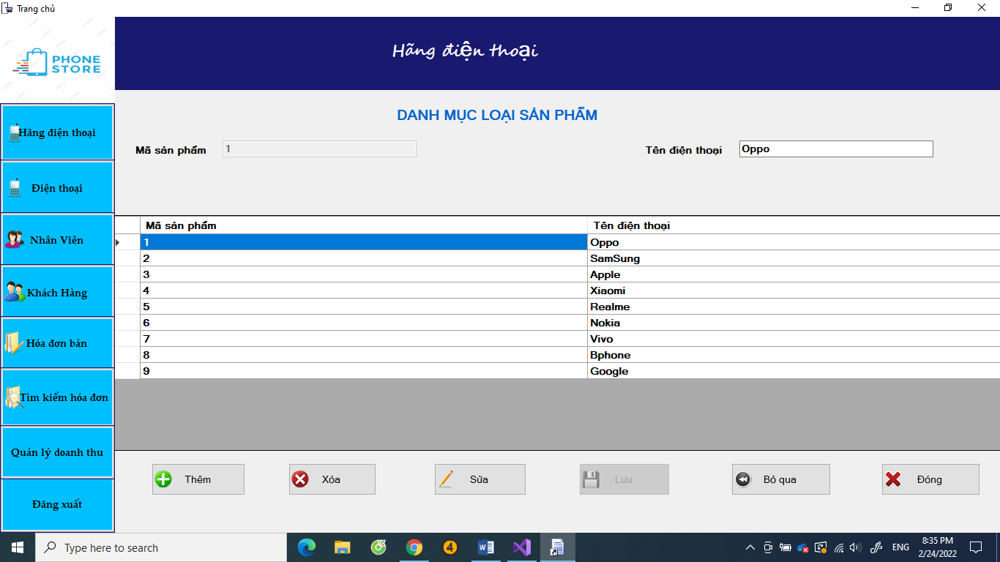 Trang chủ
PHONE
STORE
Hãng điện thoại
Hãng điện thoại
Điện thoại
Nhân Viên
Khách Hàng
Hóa đơn bán
Tìm kiếm hóa đơn
Quản lý doanh thu
Đăng xuất
DANH MỤC LOẠI SẢN PHẨM
Mã sản phẩm 1 Tên điện thoại Oppo
Mã sản phẩm Tên điện thoại
1 Oppo
2 SamSung
3 Apple
4 Xiaomi
5 Realme
6 Nokia
7 Vivo
8 Bphone
9 Google
Thêm Xóa Sửa Lưu Bỏ qua Đóng
Type here to search 4 ENG 8:35 PM
2/24/2022